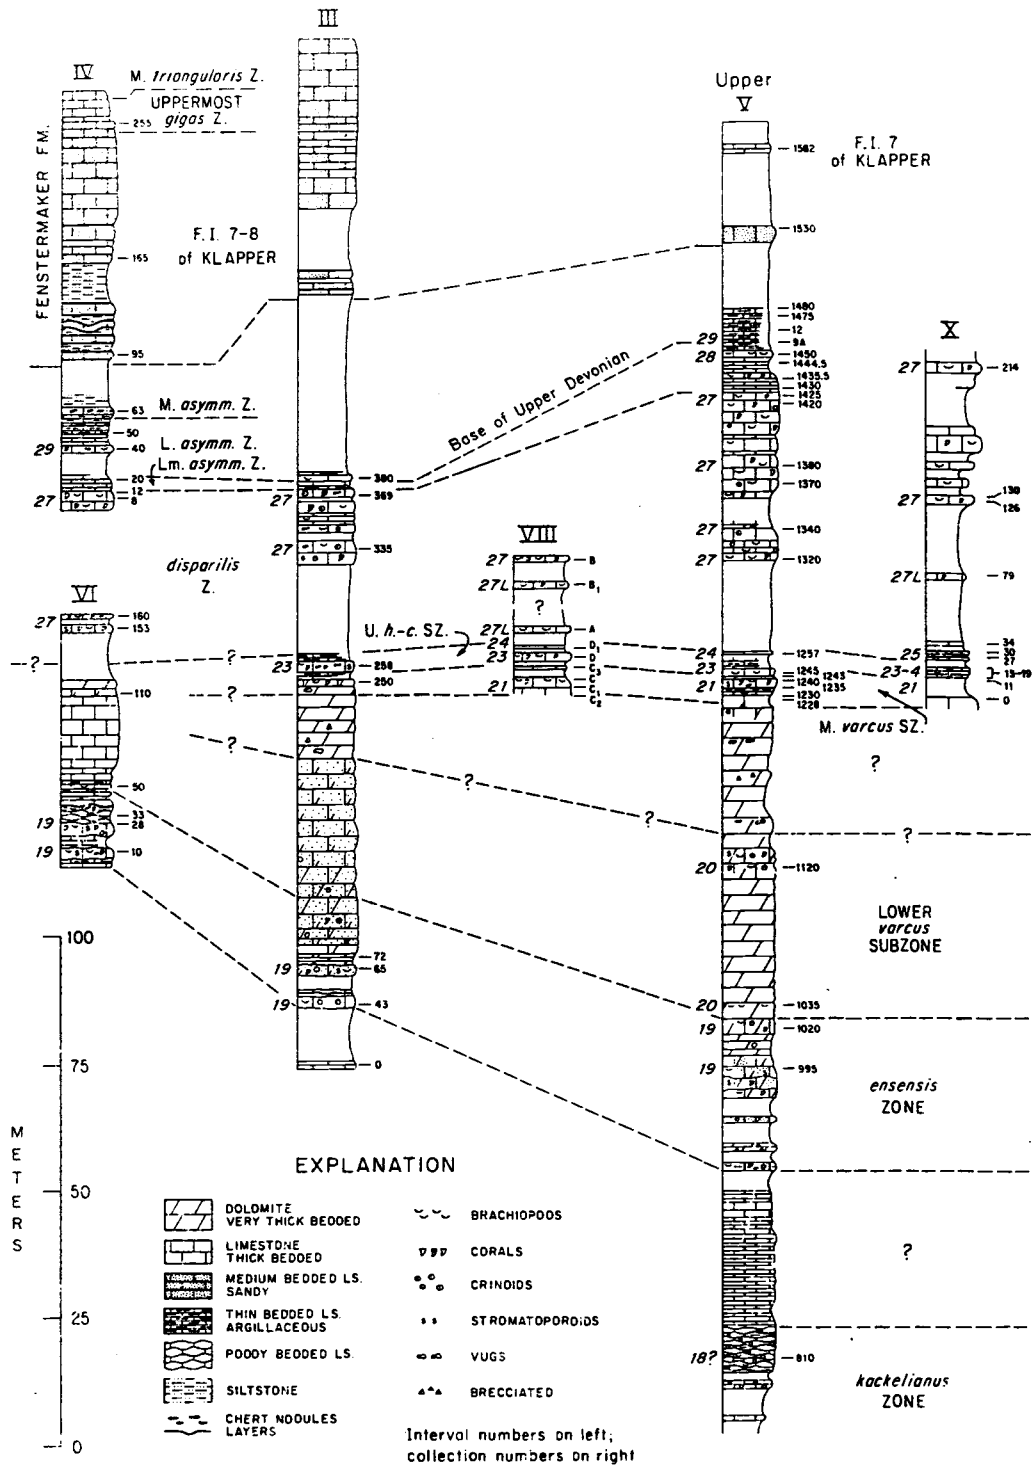 III
IV
M. triangularis Z.
UPPERMOST
gigas Z.
255
FENSTERMAKER FM.
165
95
F.I. 7-8
of KLAPPER
63
M. asymm. Z.
50
29
40
L. asymm. Z.
Lm. asymm. Z.
20
12
27
8
380
27
369
27
335
disparilis
Z.
Base of Upper Devonian
Upper
V
F.I. 7
of KLAPPER
1562
1530
1480
1475
12
29
9A
28
1450
1444.5
1435.5
1430
1425
27
1420
27
1380
1370
27
1340
27
1320
X
27
214
27
130
126
27L
79
34
25
30
27
23-4
15-19
21
11
0
VIII
27
B
27L
B1
?
27L
A
24
D1
23
D
C3
C
21
C1
C2
U. h.-c. SZ.
24
1257
23
1245
1243
1240
21
1235
1230
1228
M. varcus SZ.
?
VI
27
160
153
?
?
23
258
250
110
?
?
?
?
?
50
33
19
28
19
10
20
1120
LOWER
varcus
SUBZONE
72
19
65
19
43
0
20
1035
19
1020
19
995
ensensis
ZONE
?
18?
810
kockelianus
ZONE
METERS
100
75
50
25
0
EXPLANATION
DOLOMITE
VERY THICK BEDDED
LIMESTONE
THICK BEDDED
MEDIUM BEDDED LS.
SANDY
THIN BEDDED LS.
ARGILLACEOUS
PODDY BEDDED LS.
SILTSTONE
CHERT NODULES
LAYERS
BRACHIOPODS
CORALS
CRINOIDS
STROMATOPOROIDS
VUGS
BRECCIATED
Interval numbers on left;
collection numbers on right